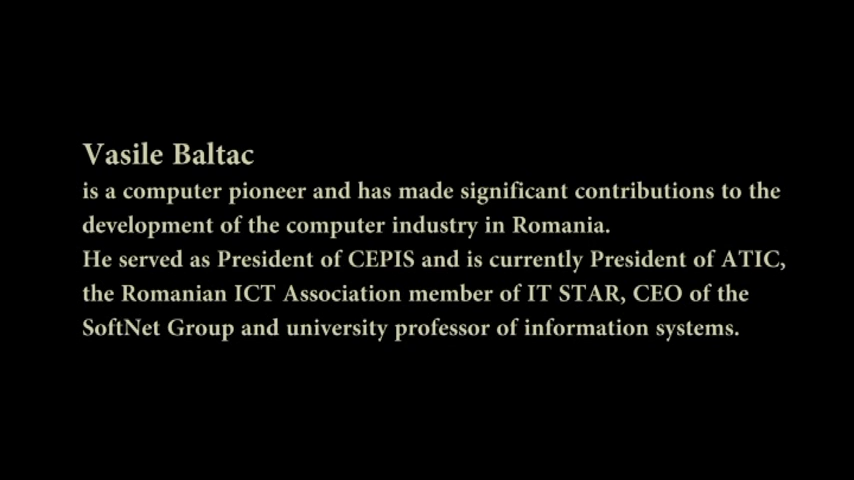 Vasile Baltac
is a computer pioneer and has made significant contributions to the
development of the computer industry in Romania.
He served as President of CEPIS and is currently President of ATIC,
the Romanian ICT Association member of IT STAR, CEO of the
SoftNet Group and university professor of information systems.